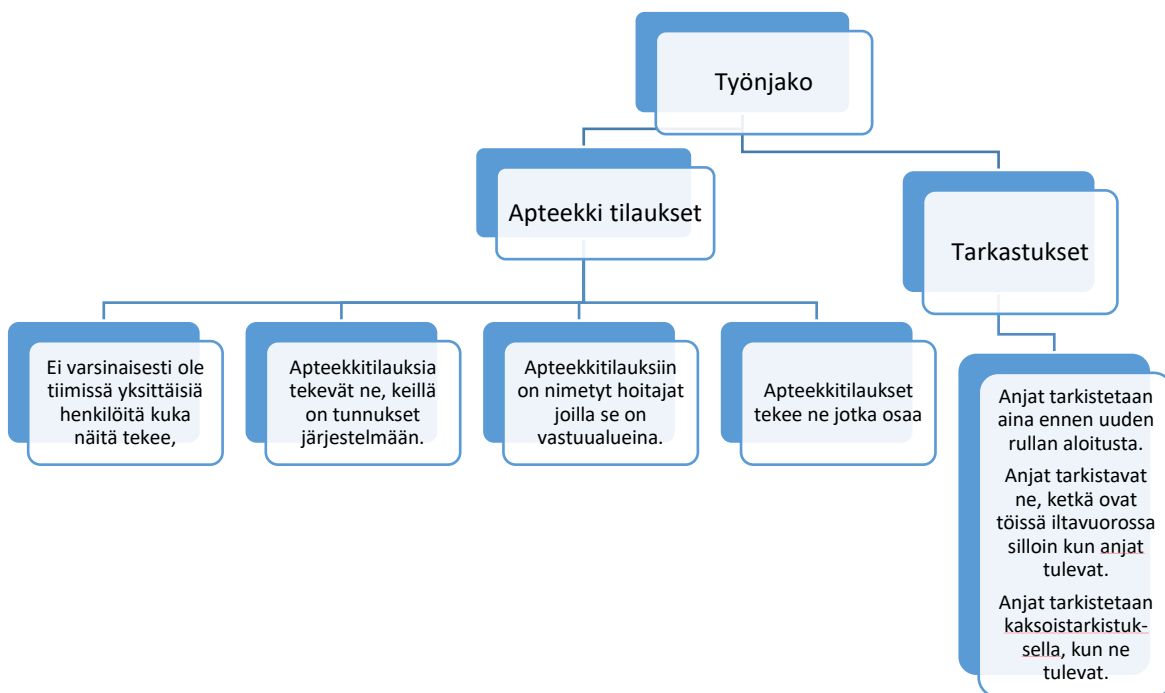 Työnjako
Apteekki tilaukset
Tarkastukset
Ei varsinaisesti ole
tiimissä yksittäisiä
henkilöitä kuka
näitä tekee,
Apteekkitilauksia
tekevät ne, keillä
on tunnukset
järjestelmään.
Apteekkitilauksiin
on nimetyt hoitajat
joilla se on
vastuualueina.
Apteekkitilaukset
tekee ne jotka osaa
Anjat tarkistetaan
aina ennen uuden
rullan aloitusta.
Anjat tarkistavat
ne, ketkä ovat
töissä iltavuorossa
silloin kun anjat
tulevat.
Anjat tarkistetaan
kaksoistarkistuk-
sella, kun ne
tulevat.